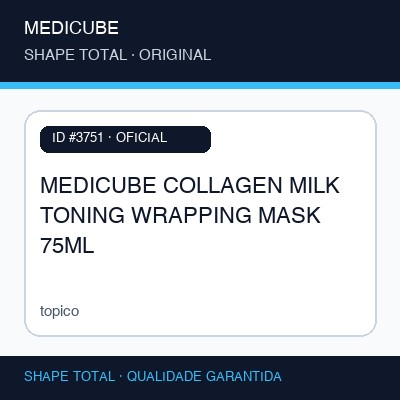 MEDICUBE
SHAPE TOTAL · ORIGINAL
ID #3751 · OFICIAL
MEDICUBE COLLAGEN MILK
TONING WRAPPING MASK
75ML
topico
SHAPE TOTAL · QUALIDADE GARANTIDA